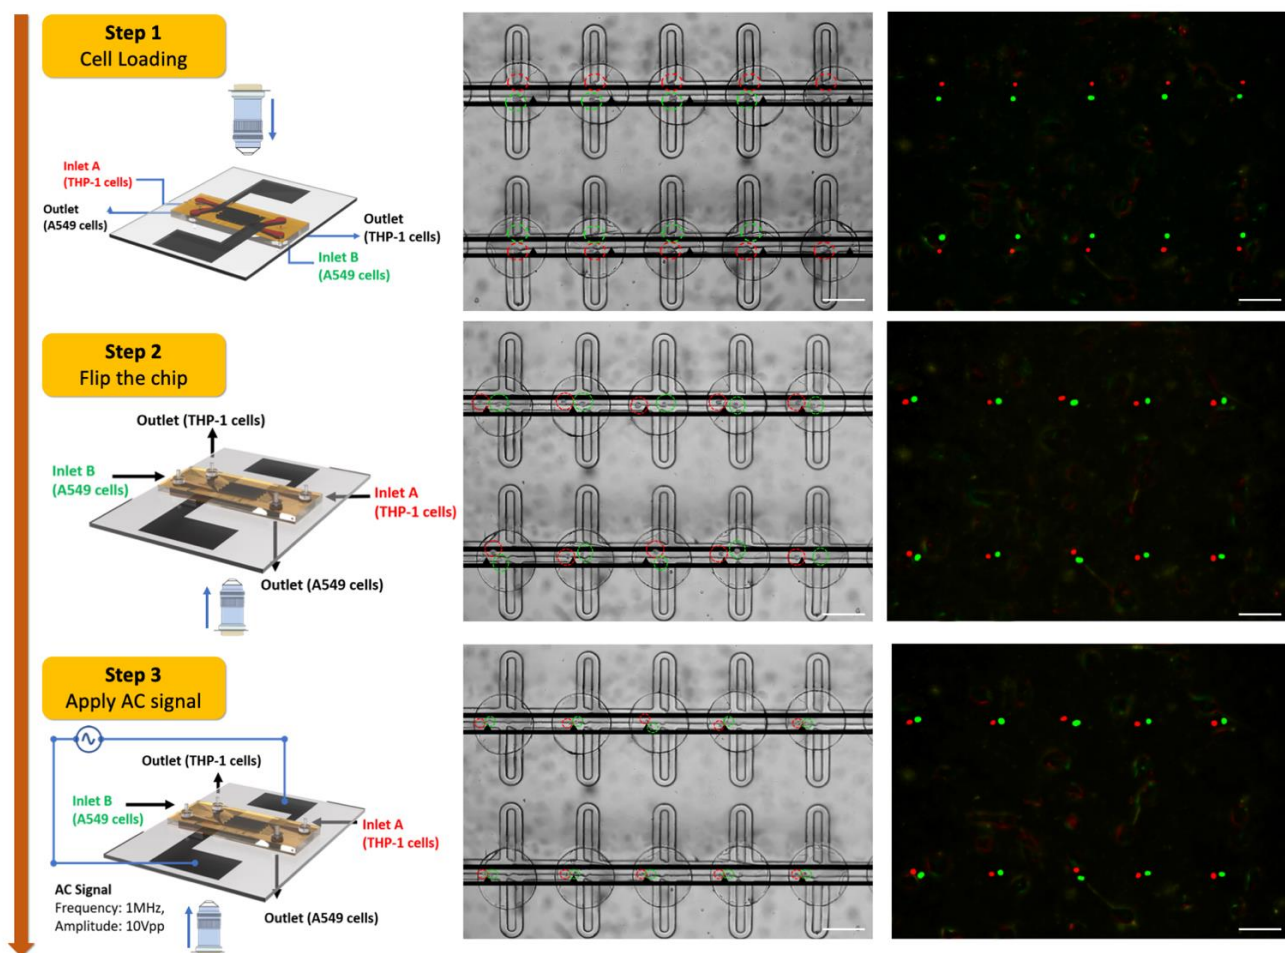 Step 1
Cell Loading
Inlet A
(THP-1 cells)
Outlet
(A549 cells)
Outlet
(THP-1 cells)
Inlet B
(A549 cells)
Step 2
Flip the chip
Outlet (THP-1 cells)
Inlet B
(A549 cells)
Inlet A
(THP-1 cells)
Outlet (A549 cells)
Step 3
Apply AC signal
Outlet (THP-1 cells)
Inlet B
(A549 cells)
Inlet A
(THP-1 cells)
AC Signal
Frequency: 1MHz,
Amplitude: 10Vpp
Outlet (A549 cells)